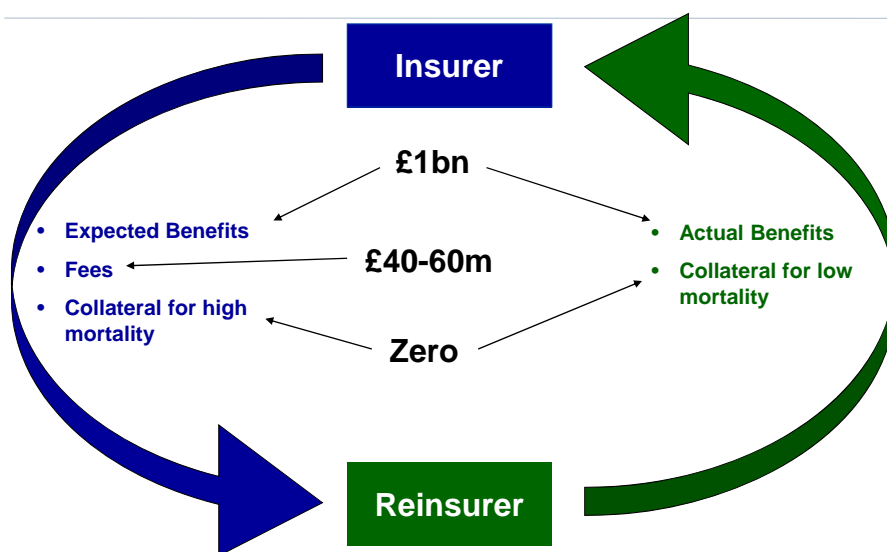 Insurer
£1bn
• Expected Benefits
• Fees
• Collateral for high
mortality
£40-60m
Zero
• Actual Benefits
• Collateral for low
mortality
Reinsurer